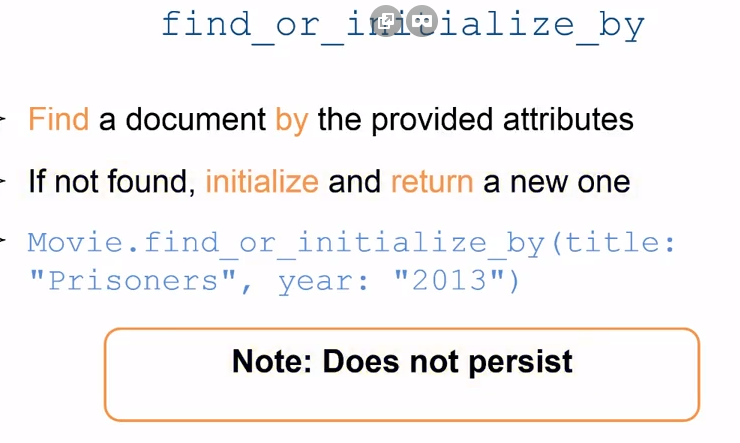 find_or_initialize_by
Find a document by the provided attributes
If not found, initialize and return a new one
Movie.find_or_initialize_by(title:
"Prisoners", year: "2013")
Note: Does not persist